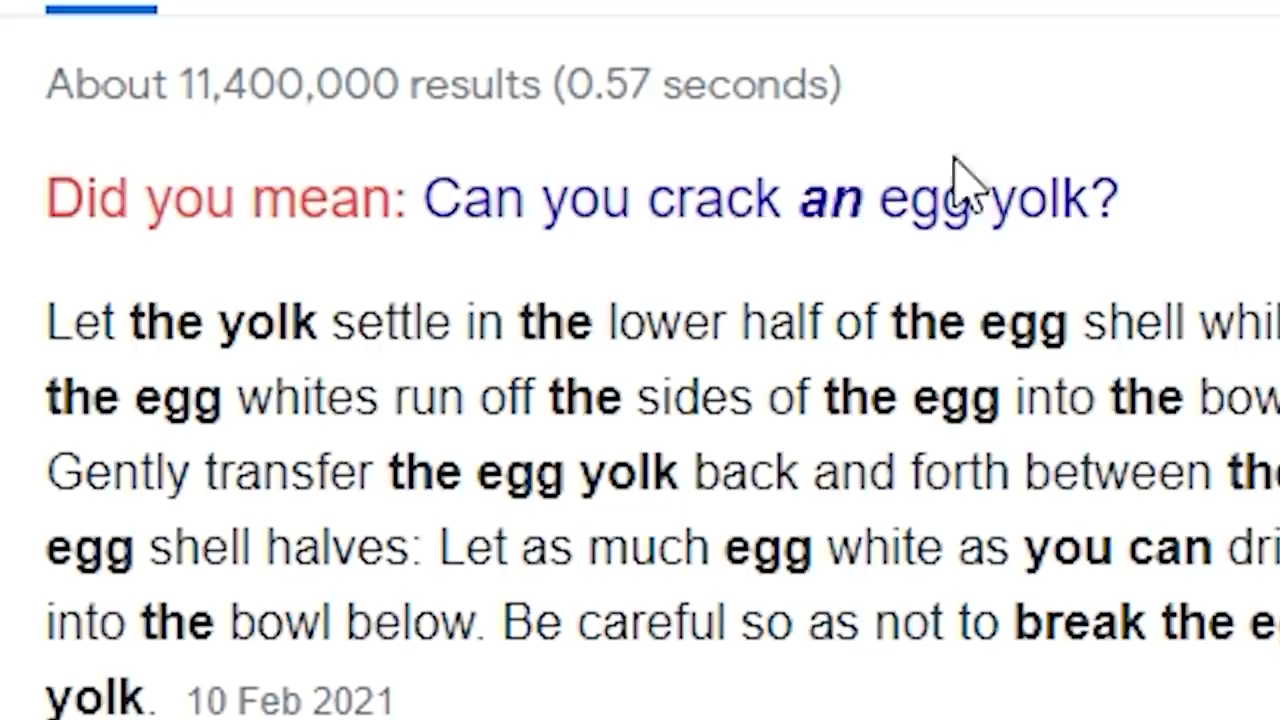 About 11,400,000 results (0.57 seconds)
Did you mean: Can you crack an egg yolk?
Let the yolk settle in the lower half of the egg shell whil
the egg whites run off the sides of the egg into the bow
Gently transfer the egg yolk back and forth between the
egg shell halves: Let as much egg white as you can dri
into the bowl below. Be careful so as not to break the e
yolk. 10 Feb 2021